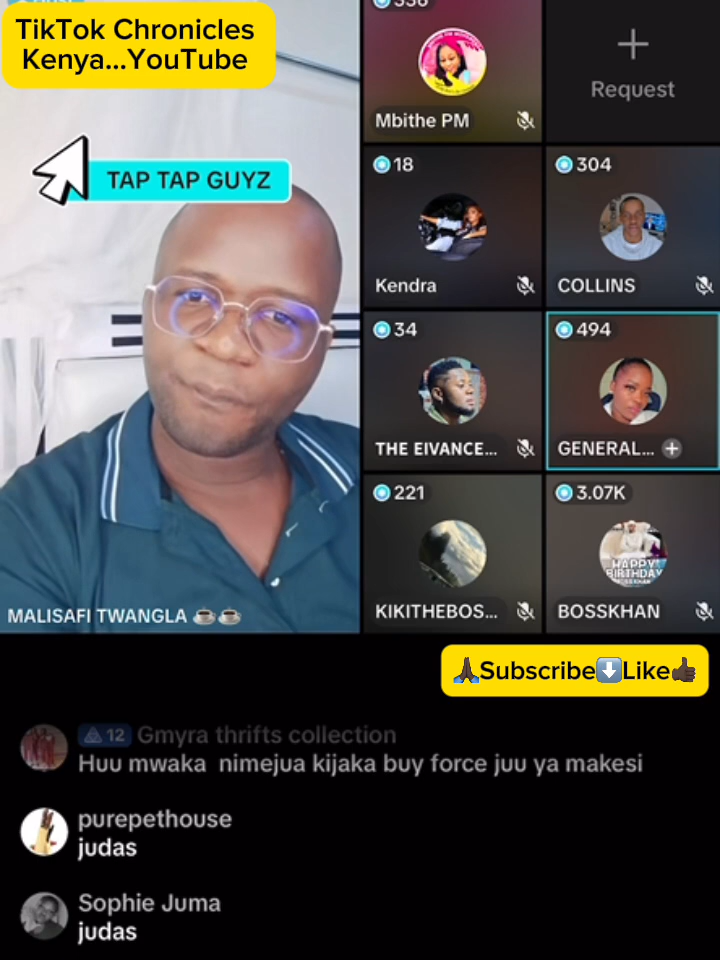 TikTok Chronicles
Kenya...YouTube
TAP TAP GUYZ
MALISAFI TWANGLA
336
Mbithe PM
Request
18
Kendra
304
COLLINS
34
THE EIVANCE...
494
GENERAL...
221
KIKITHEBOS...
3.07K
HAPPY
BIRTHDAY
BOSSKHAN
🙏Subscribe⬇️Like👍
12 Gmyra thrifts collection
Huu mwaka nimejua kijaka buy force juu ya makesi
purepethouse
judas
Sophie Juma
judas